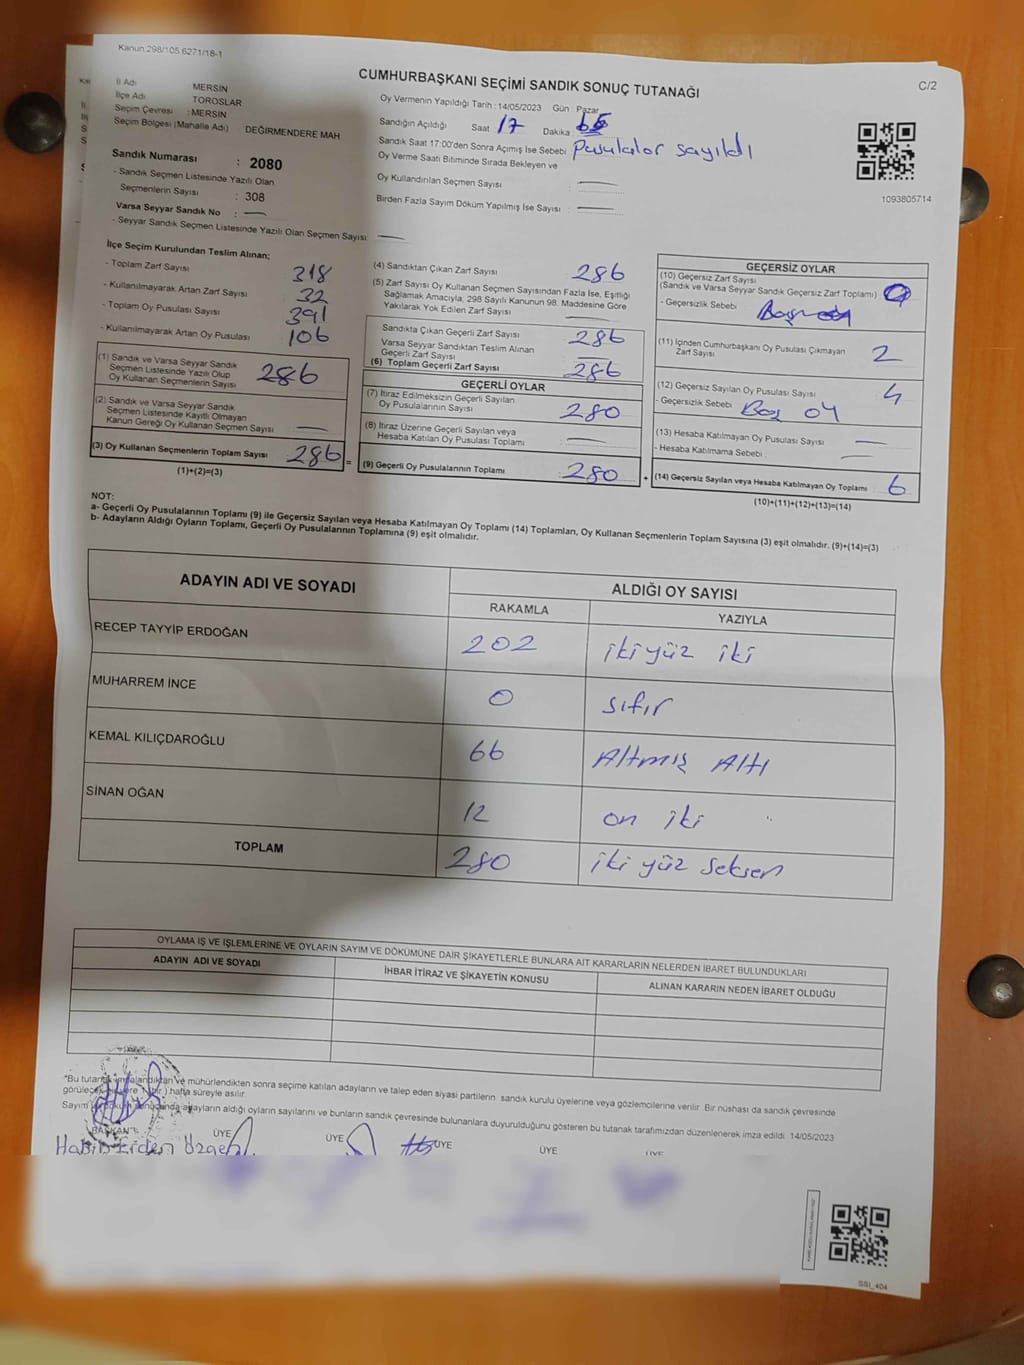 Kanun:298/105.6271/18-1
CUMHURBAŞKANI SEÇİMİ SANDIK SONUÇ TUTANAĞI
C/2
İl Adı MERSİN
İlçe Adı TOROSLAR
Seçim Çevresi : MERSİN
Seçim Bölgesi (Mahalle Adı) DEĞİRMENDERE MAH
Sandık Numarası : 2080
- Sandık Seçmen Listesinde Yazılı Olan
Seçmenlerin Sayısı : 308
Varsa Seyyar Sandık No : —
- Seyyar Sandık Seçmen Listesinde Yazılı Olan Seçmen Sayısı: —
Oy Vermenin Yapıldığı Tarih : 14/05/2023 Gün : Pazar
Sandığın Açıldığı Saat 17 Dakika
Sandık Saat 17:00'den Sonra Açımış İse Sebebi Pusulalar sayıldı
Oy Verme Saati Bitiminde Sırada Bekleyen ve
Oy Kullandırılan Seçmen Sayısı : —
Birden Fazla Sayım Döküm Yapılmış İse Sayısı : —
1093805714
İlçe Seçim Kurulundan Teslim Alınan;
- Toplam Zarf Sayısı 318
- Kullanılmayarak Artan Zarf Sayısı 32
- Toplam Oy Pusulası Sayısı 391
- Kullanılmayarak Artan Oy Pusulası 106
(1) Sandık ve Varsa Seyyar Sandık
Seçmen Listesinde Yazılı Olup
Oy Kullanan Seçmenlerin Sayısı 286
(2) Sandık ve Varsa Seyyar Sandık
Seçmen Listesinde Kayıtlı Olmayan
Kanun Gereği Oy Kullanan Seçmen Sayısı —
(3) Oy Kullanan Seçmenlerin Toplam Sayısı 286 =
(1)+(2)=(3)
(4) Sandıktan Çıkan Zarf Sayısı 286
(5) Zarf Sayısı Oy Kullanan Seçmen Sayısından Fazla İse, Eşitliği
Sağlamak Amacıyla, 298 Sayılı Kanunun 98. Maddesine Göre
Yakılarak Yok Edilen Zarf Sayısı —
Sandıkta Çıkan Geçerli Zarf Sayısı 286
Varsa Seyyar Sandıktan Teslim Alınan
Geçerli Zarf Sayısı —
(6) Toplam Geçerli Zarf Sayısı 286
GEÇERLİ OYLAR
(7) İtiraz Edilmeksizin Geçerli Sayılan
Oy Pusulalarının Sayısı 280
(8) İtiraz Üzerine Geçerli Sayılan veya
Hesaba Katılan Oy Pusulası Toplamı —
(9) Geçerli Oy Pusulalarının Toplamı 280 +
GEÇERSİZ OYLAR
(10) Geçersiz Zarf Sayısı
(Sandık ve Varsa Seyyar Sandık Geçersiz Zarf Toplamı) 0
- Geçersizlik Sebebi
(11) İçinden Cumhurbaşkanı Oy Pusulası Çıkmayan
Zarf Sayısı 2
(12) Geçersiz Sayılan Oy Pusulası Sayısı 4
- Geçersizlik Sebebi Boş oy
(13) Hesaba Katılmayan Oy Pusulası Sayısı —
- Hesaba Katılmama Sebebi : —
(14) Geçersiz Sayılan veya Hesaba Katılmayan Oy Toplamı 6
(10)+(11)+(12)+(13)=(14)
NOT:
a- Geçerli Oy Pusulalarının Toplamı (9) ile Geçersiz Sayılan veya Hesaba Katılmayan Oy Toplamı (14) Toplamları, Oy Kullanan Seçmenlerin Toplam Sayısına (3) eşit olmalıdır. (9)+(14)=(3)
b- Adayların Aldığı Oyların Toplamı, Geçerli Oy Pusulalarının Toplamına (9) eşit olmalıdır.
ADAYIN ADI VE SOYADI ALDIĞI OY SAYISI
RAKAMLA YAZIYLA
RECEP TAYYİP ERDOĞAN 202 iki yüz iki
MUHARREM İNCE 0 sıfır
KEMAL KILIÇDAROĞLU 66 Altmış Altı
SİNAN OĞAN 12 on iki
TOPLAM 280 iki yüz seksen
OYLAMA İŞ VE İŞLEMLERİNE VE OYLARIN SAYIM VE DÖKÜMÜNE DAİR ŞİKAYETLERLE BUNLARA AİT KARARLARIN NELERDEN İBARET BULUNDUKLARI
ADAYIN ADI VE SOYADI İHBAR İTİRAZ VE ŞİKAYETİN KONUSU ALINAN KARARIN NEDEN İBARET OLDUĞU
"Bu tutanak imzalandıktan ve mühürlendikten sonra seçime katılan adayların ve talep eden siyasi partilerin sandık kurulu üyelerine veya gözlemcilerine verilir. Bir nüshası da sandık çevresinde
görülecek bir yere 1 (bir) hafta süreyle asılır.
Sayım ve döküm sonucunda adayların aldığı oyların sayılarını ve bunların sandık çevresinde bulunanlara duyurulduğunu gösteren bu tutanak tarafımızdan düzenlenerek imza edildi. 14/05/2023
BAŞKAN ÜYE ÜYE ÜYE ÜYE ÜYE
SSI_404